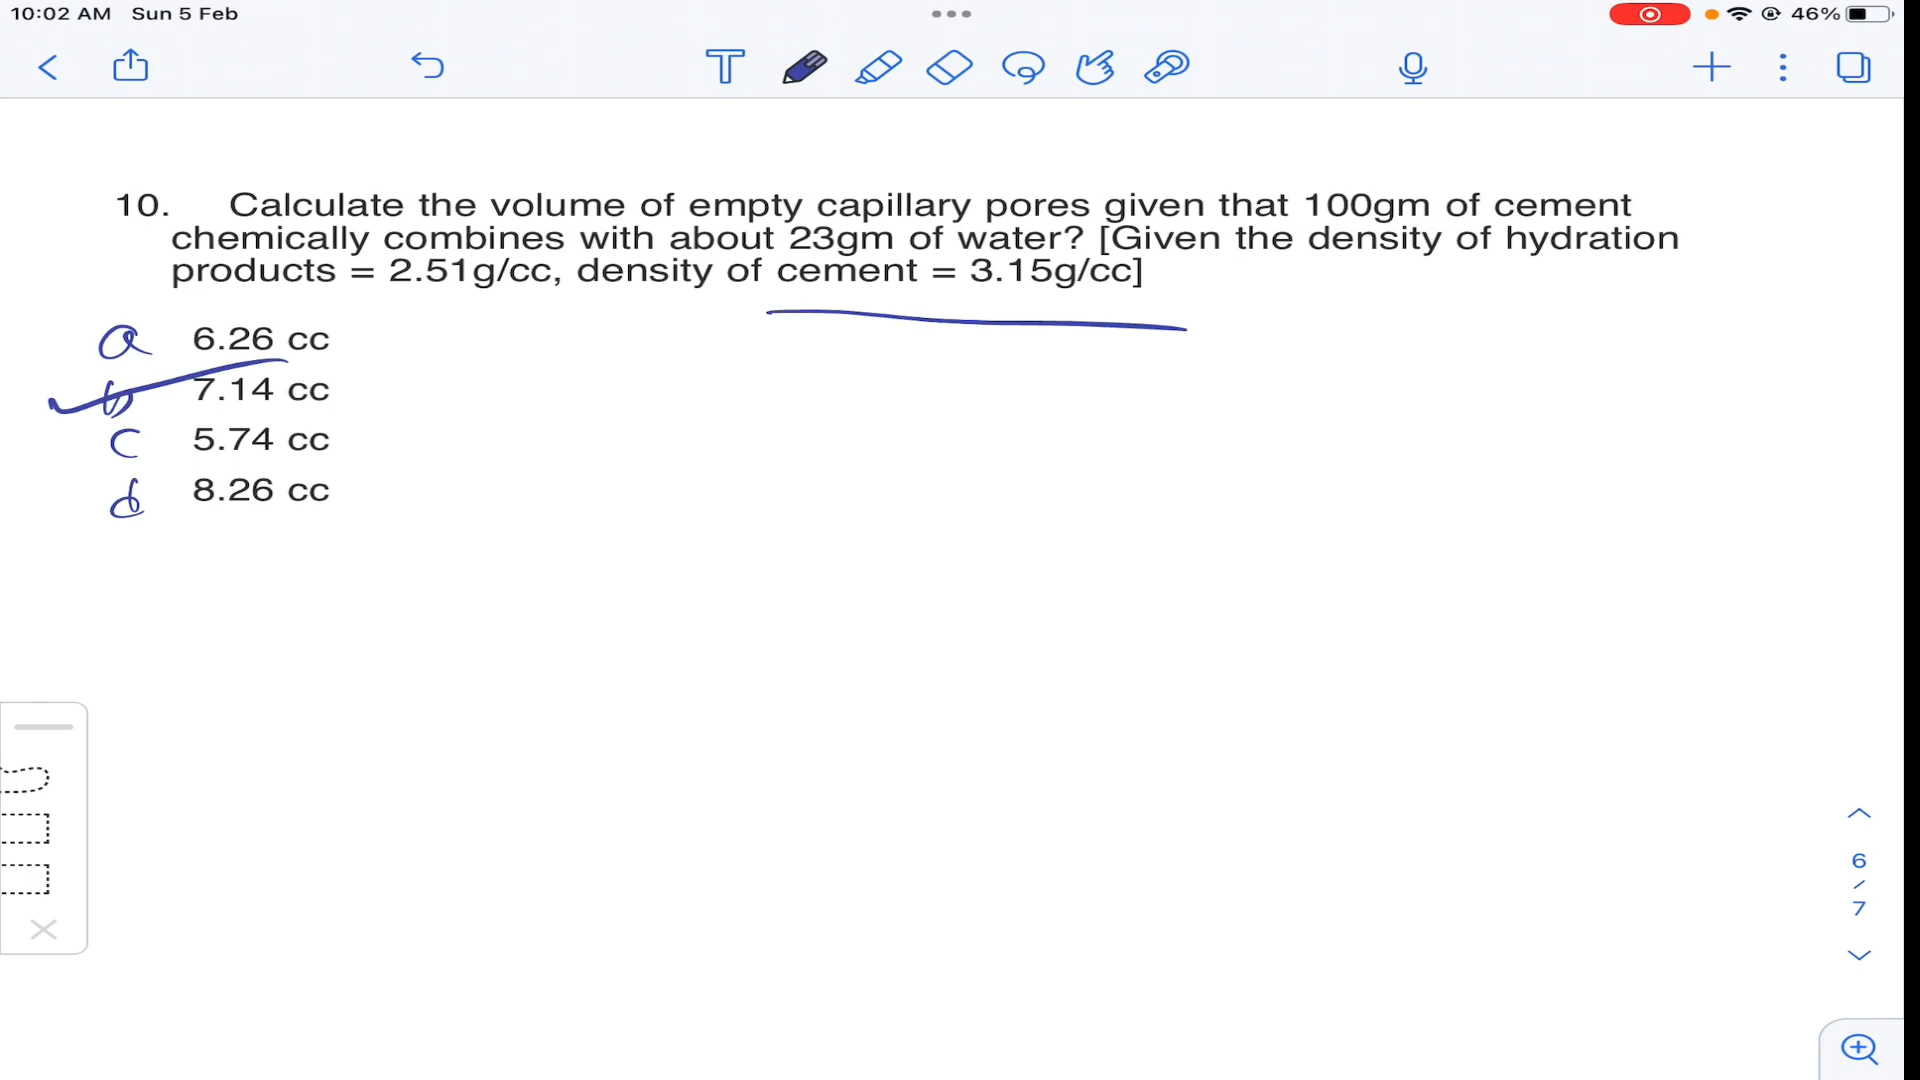 10:02 AM Sun 5 Feb
46%
T
10. Calculate the volume of empty capillary pores given that 100gm of cement
chemically combines with about 23gm of water? [Given the density of hydration
products = 2.51g/cc, density of cement = 3.15g/cc]
a 6.26 cc
b 7.14 cc
c 5.74 cc
d 8.26 cc
6
/
7